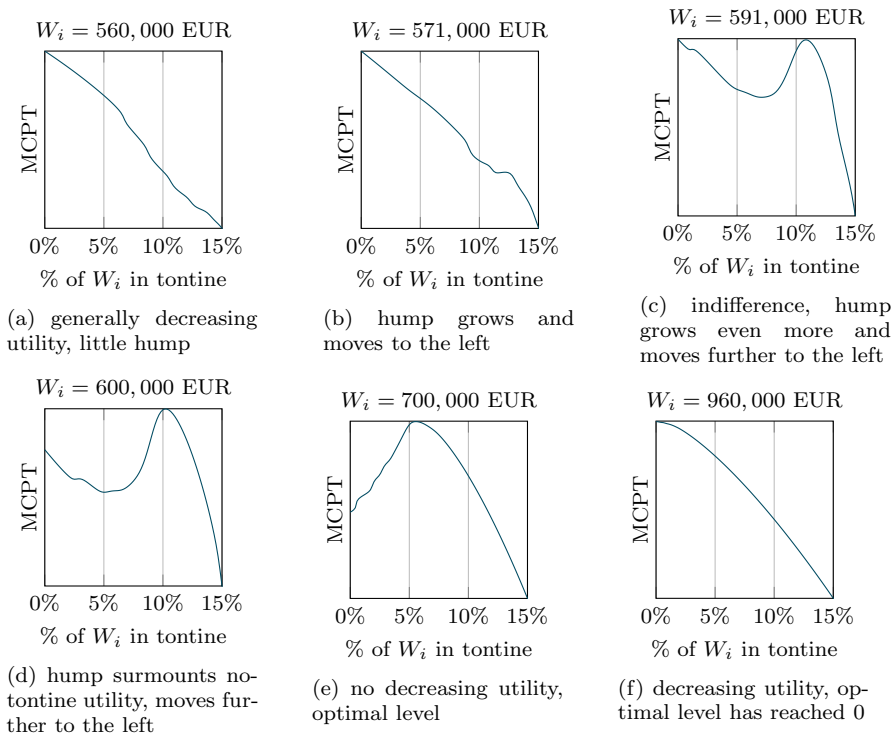 W_i = 560,000 EUR
MCPT
0% 5% 10% 15%
% of W_i in tontine
(a) generally decreasing
utility, little hump
W_i = 571,000 EUR
MCPT
0% 5% 10% 15%
% of W_i in tontine
(b) hump grows and
moves to the left
W_i = 591,000 EUR
MCPT
0% 5% 10% 15%
% of W_i in tontine
(c) indifference, hump
grows even more and
moves further to the left
W_i = 600,000 EUR
MCPT
0% 5% 10% 15%
% of W_i in tontine
(d) hump surmounts no-
tontine utility, moves fur-
ther to the left
W_i = 700,000 EUR
MCPT
0% 5% 10% 15%
% of W_i in tontine
(e) no decreasing utility,
optimal level
W_i = 960,000 EUR
MCPT
0% 5% 10% 15%
% of W_i in tontine
(f) decreasing utility, op-
timal level has reached 0